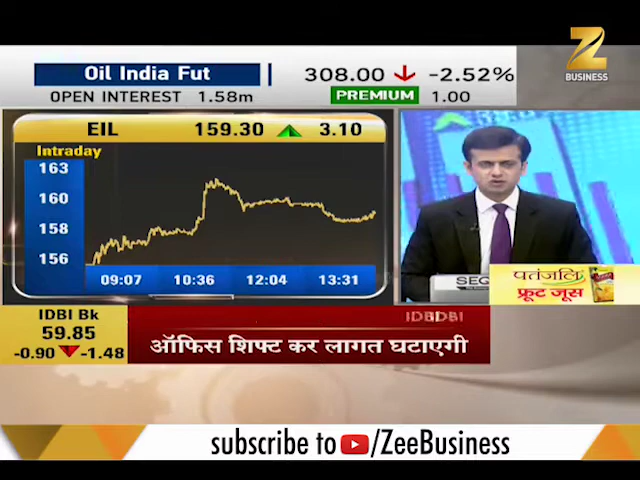 Oil India Fut
308.00 -2.52%
OPEN INTEREST 1.58m
PREMIUM 1.00
Z
BUSINESS
EIL 159.30 3.10
Intraday
163
160
158
156
09:07 10:36 12:04 13:31
पतंजलि
फ्रूट जूस
IDBI Bk
59.85
-0.90 -1.48
ऑफिस शिफ्ट कर लागत घटाएगी
subscribe to /ZeeBusiness